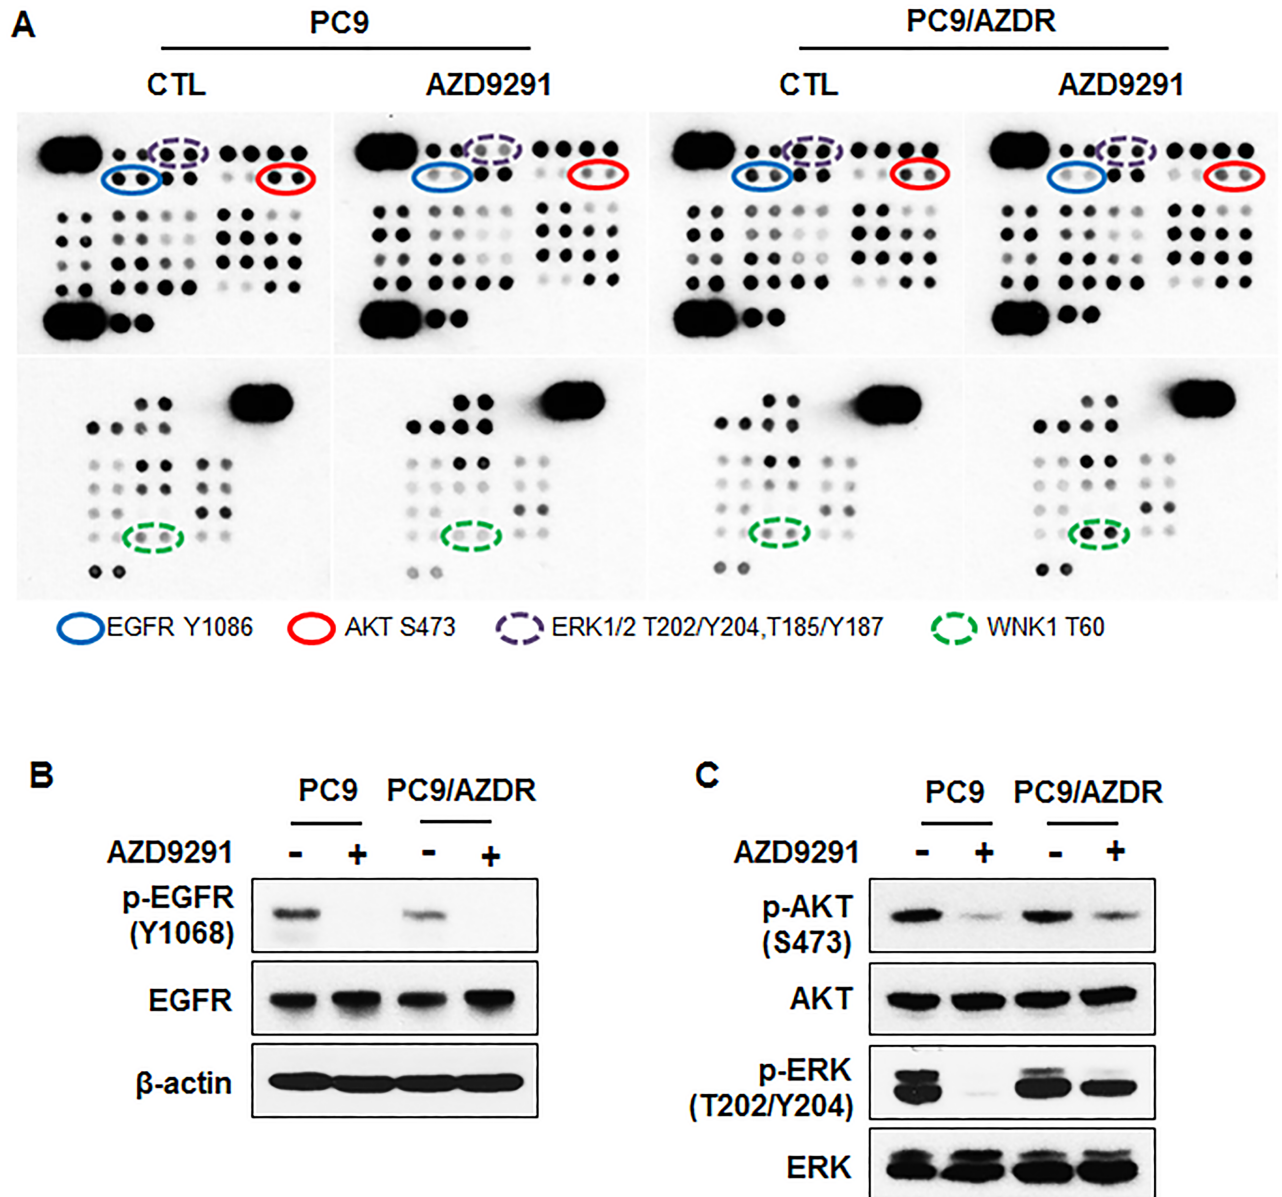 A
PC9
PC9/AZDR
CTL
AZD9291
CTL
AZD9291
EGFR Y1086
AKT S473
ERK1/2 T202/Y204,T185/Y187
WNK1 T60
B
PC9
PC9/AZDR
AZD9291
- + - +
p-EGFR
(Y1068)
EGFR
β-actin
C
PC9
PC9/AZDR
AZD9291
- + - +
p-AKT
(S473)
AKT
p-ERK
(T202/Y204)
ERK